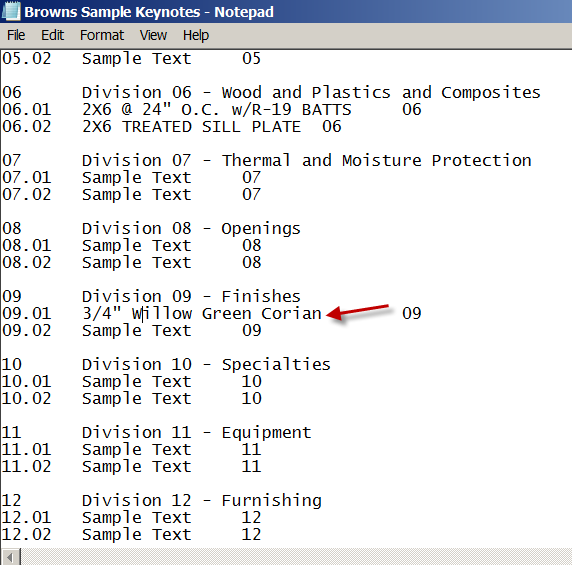 Browns Sample Keynotes - Notepad
File Edit Format View Help
05.02 Sample Text 05
06 Division 06 - Wood and Plastics and Composites
06.01 2X6 @ 24" O.C. w/R-19 BATTS 06
06.02 2X6 TREATED SILL PLATE 06
07 Division 07 - Thermal and Moisture Protection
07.01 Sample Text 07
07.02 Sample Text 07
08 Division 08 - Openings
08.01 Sample Text 08
08.02 Sample Text 08
09 Division 09 - Finishes
09.01 3/4" Willow Green Corian 09
09.02 Sample Text 09
10 Division 10 - Specialties
10.01 Sample Text 10
10.02 Sample Text 10
11 Division 11 - Equipment
11.01 Sample Text 11
11.02 Sample Text 11
12 Division 12 - Furnishing
12.01 Sample Text 12
12.02 Sample Text 12